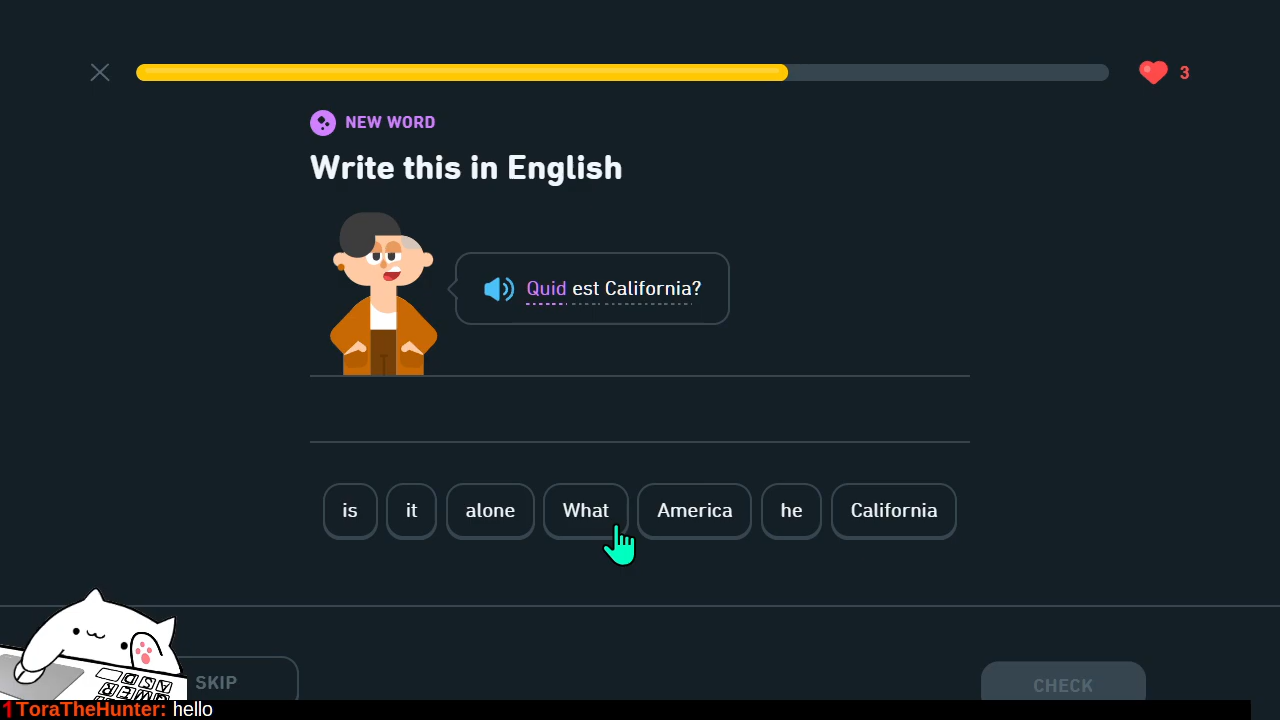 3
NEW WORD
Write this in English
Quid est California?
is it alone What America he California
SKIP
CHECK
1 ToraTheHunter: hello